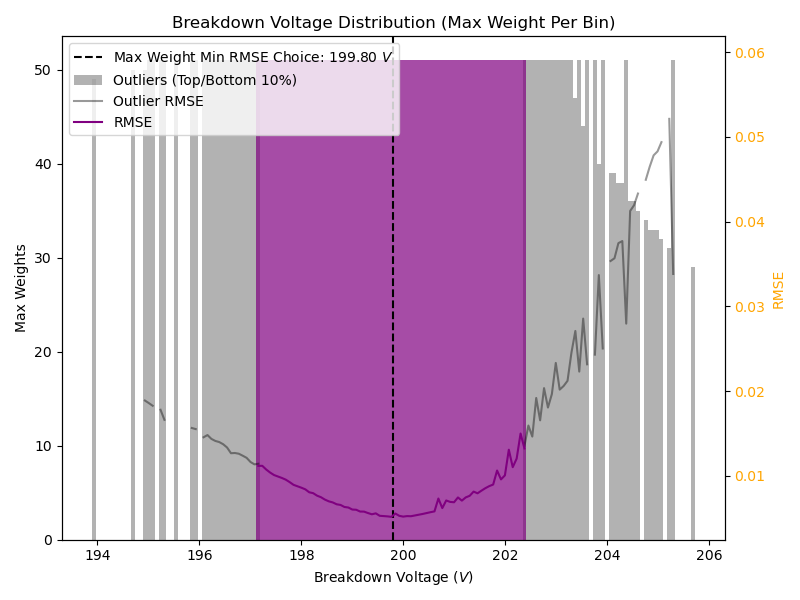 Breakdown Voltage Distribution (Max Weight Per Bin)
Max Weight Min RMSE Choice: 199.80 V
Outliers (Top/Bottom 10%)
Outlier RMSE
RMSE
Max Weights
50
40
30
20
10
0
0.06
0.05
0.04
0.03
0.02
0.01
RMSE
194
196
198
200
202
204
206
Breakdown Voltage (V)